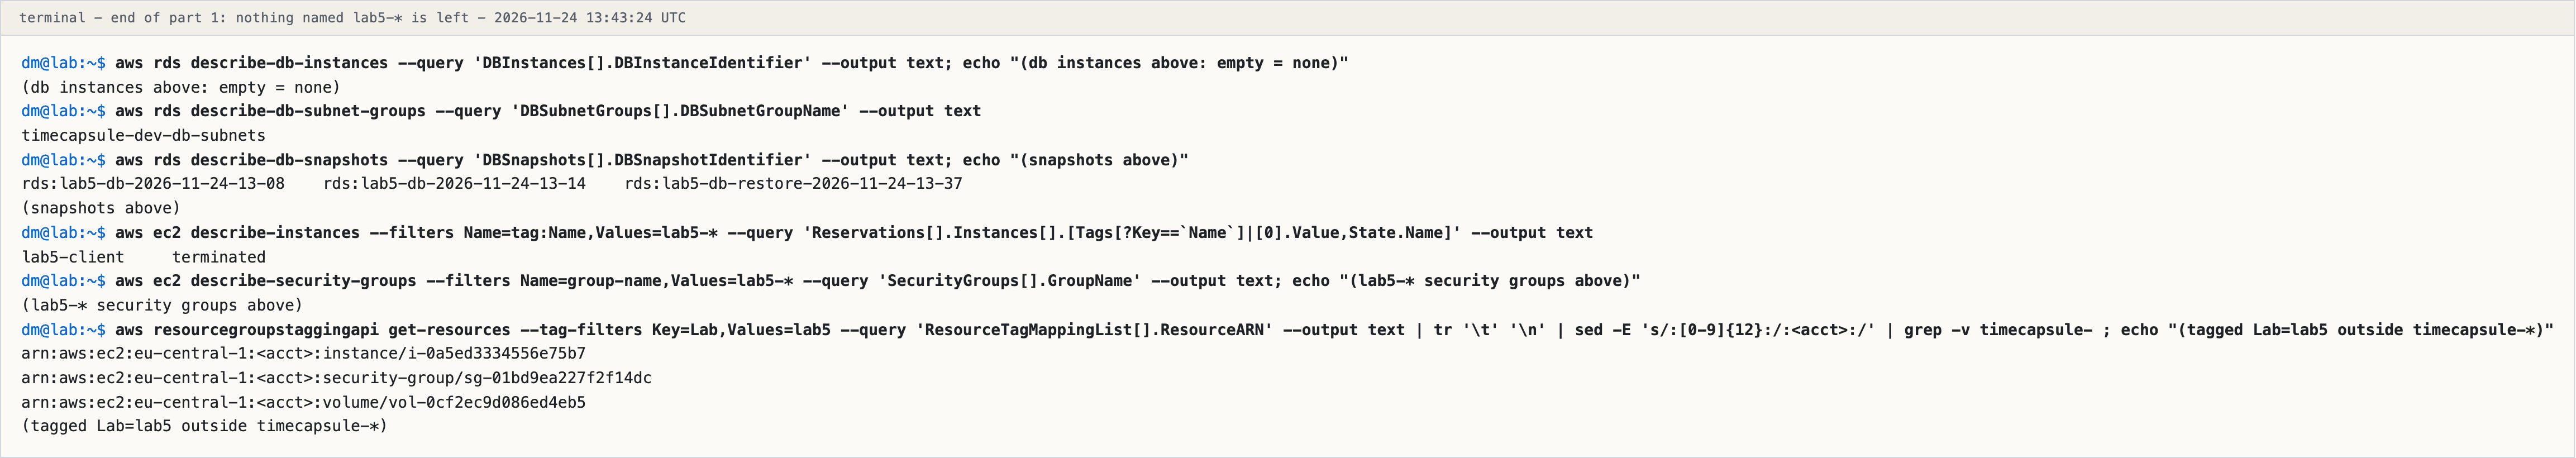 terminal – end of part 1: nothing named lab5-* is left – 2026-11-24 13:43:24 UTC
dm@lab:~$ aws rds describe-db-instances --query 'DBInstances[].DBInstanceIdentifier' --output text; echo "(db instances above: empty = none)"
(db instances above: empty = none)
dm@lab:~$ aws rds describe-db-subnet-groups --query 'DBSubnetGroups[].DBSubnetGroupName' --output text
timecapsule-dev-db-subnets
dm@lab:~$ aws rds describe-db-snapshots --query 'DBSnapshots[].DBSnapshotIdentifier' --output text; echo "(snapshots above)"
rds:lab5-db-2026-11-24-13-08    rds:lab5-db-2026-11-24-13-14    rds:lab5-db-restore-2026-11-24-13-37
(snapshots above)
dm@lab:~$ aws ec2 describe-instances --filters Name=tag:Name,Values=lab5-* --query 'Reservations[].Instances[].[Tags[?Key==`Name`]|[0].Value,State.Name]' --output text
lab5-client     terminated
dm@lab:~$ aws ec2 describe-security-groups --filters Name=group-name,Values=lab5-* --query 'SecurityGroups[].GroupName' --output text; echo "(lab5-* security groups above)"
(lab5-* security groups above)
dm@lab:~$ aws resourcegroupstaggingapi get-resources --tag-filters Key=Lab,Values=lab5 --query 'ResourceTagMappingList[].ResourceARN' --output text | tr '\t' '\n' | sed -E 's/:[0-9]{12}:/:<acct>:/' | grep -v timecapsule- ; echo "(tagged Lab=lab5 outside timecapsule-*)"
arn:aws:ec2:eu-central-1:<acct>:instance/i-0a5ed3334556e75b7
arn:aws:ec2:eu-central-1:<acct>:security-group/sg-01bd9ea227f2f14dc
arn:aws:ec2:eu-central-1:<acct>:volume/vol-0cf2ec9d086ed4eb5
(tagged Lab=lab5 outside timecapsule-*)